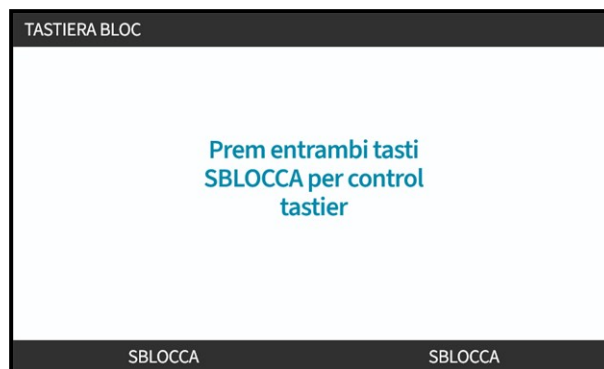 TASTIERA BLOC
Prem entrambi tasti
SBLOCCA per control
tastier
SBLOCCA SBLOCCA